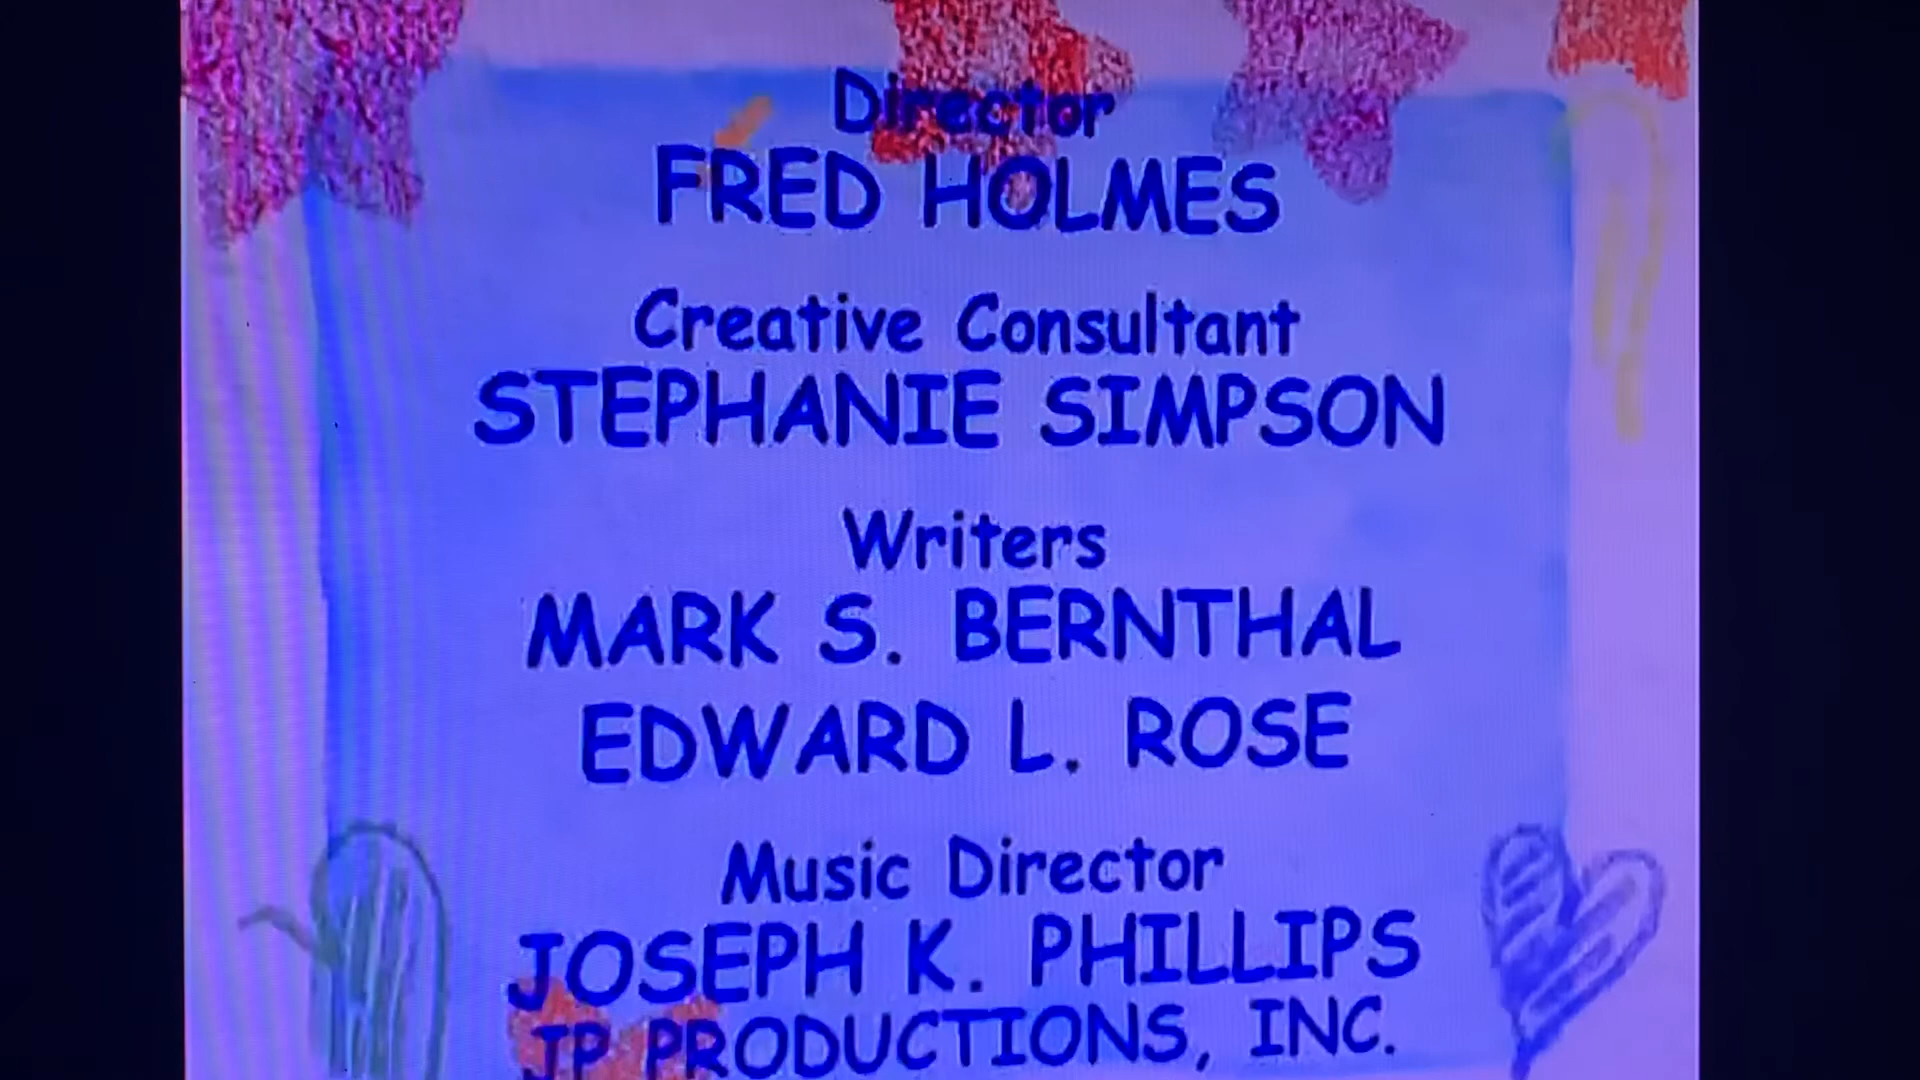 Director
FRED HOLMES
Creative Consultant
STEPHANIE SIMPSON
Writers
MARK S. BERNTHAL
EDWARD L. ROSE
Music Director
JOSEPH K. PHILLIPS
JP PRODUCTIONS, INC.